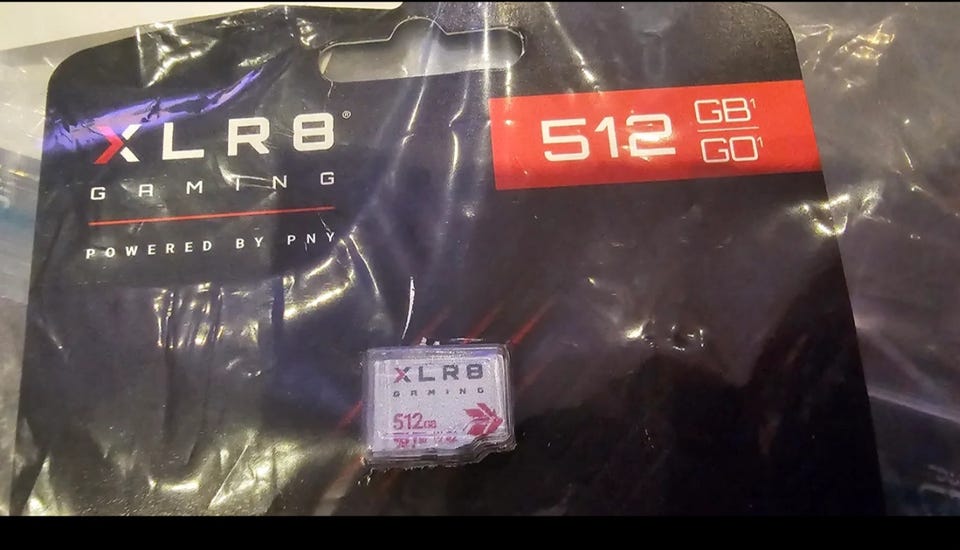 XLR8®
GAMING
POWERED BY PNY
512 GB¹
GO¹
XLR8
GAMING
512GB